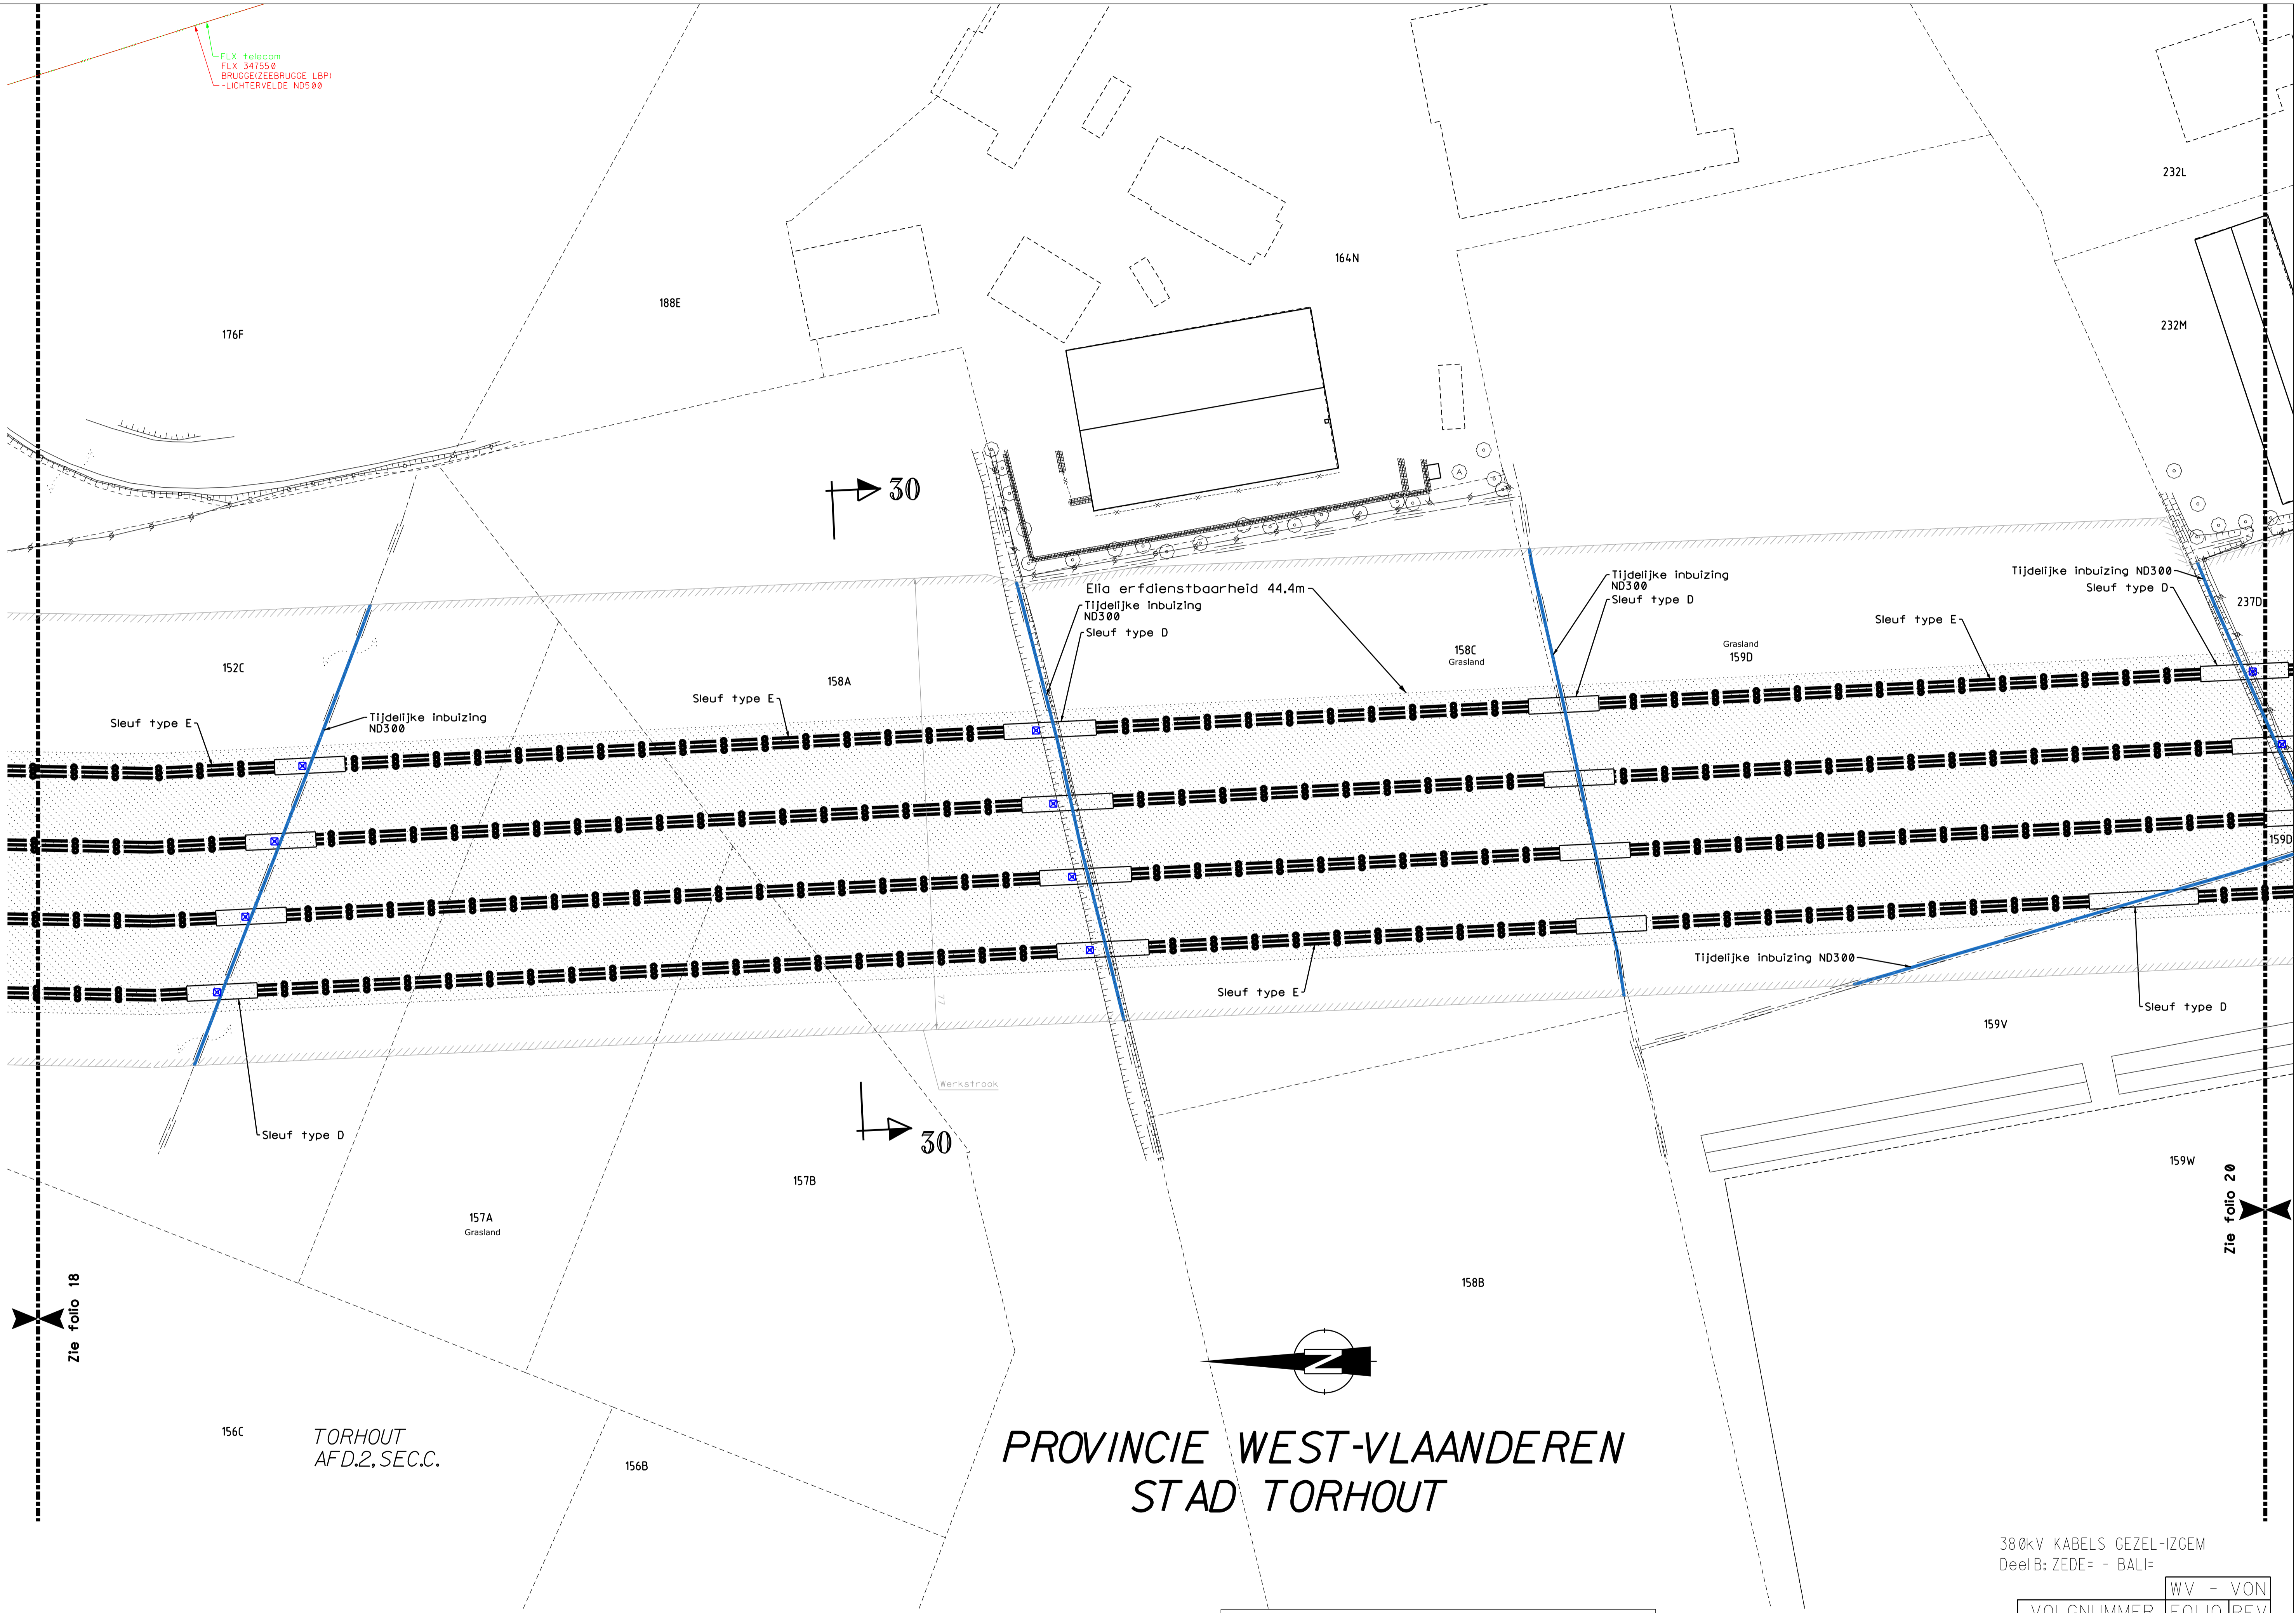 FLX telecom
FLX 347550
BRUGGE(ZEEBRUGGE LBP)
-LICHTERVELDE ND500
176F
188E
164N
232L
232M
30
Elia erfdienstbaarheid 44.4m
Tijdelijke inbuizing
ND300
Sleuf type D
Tijdelijke inbuizing
ND300
Sleuf type D
Tijdelijke inbuizing ND300
Sleuf type D
237D
Sleuf type E
152C
158A
158C
Grasland
Grasland
159D
Sleuf type E
Sleuf type E
Tijdelijke inbuizing
ND300
159D
77
Sleuf type E
Tijdelijke inbuizing ND300
Sleuf type D
159V
Werkstrook
Sleuf type D
30
157B
159W
157A
Grasland
158B
Zie folio 18
Zie folio 20
N
156C
TORHOUT
AFD.2, SEC.C.
156B
PROVINCIE WEST-VLAANDEREN
STAD TORHOUT
380kV KABELS GEZEL-IZGEM
Deel B: ZEDE= - BALI=
WV - VON
VOLGNUMMER FOLIO REV